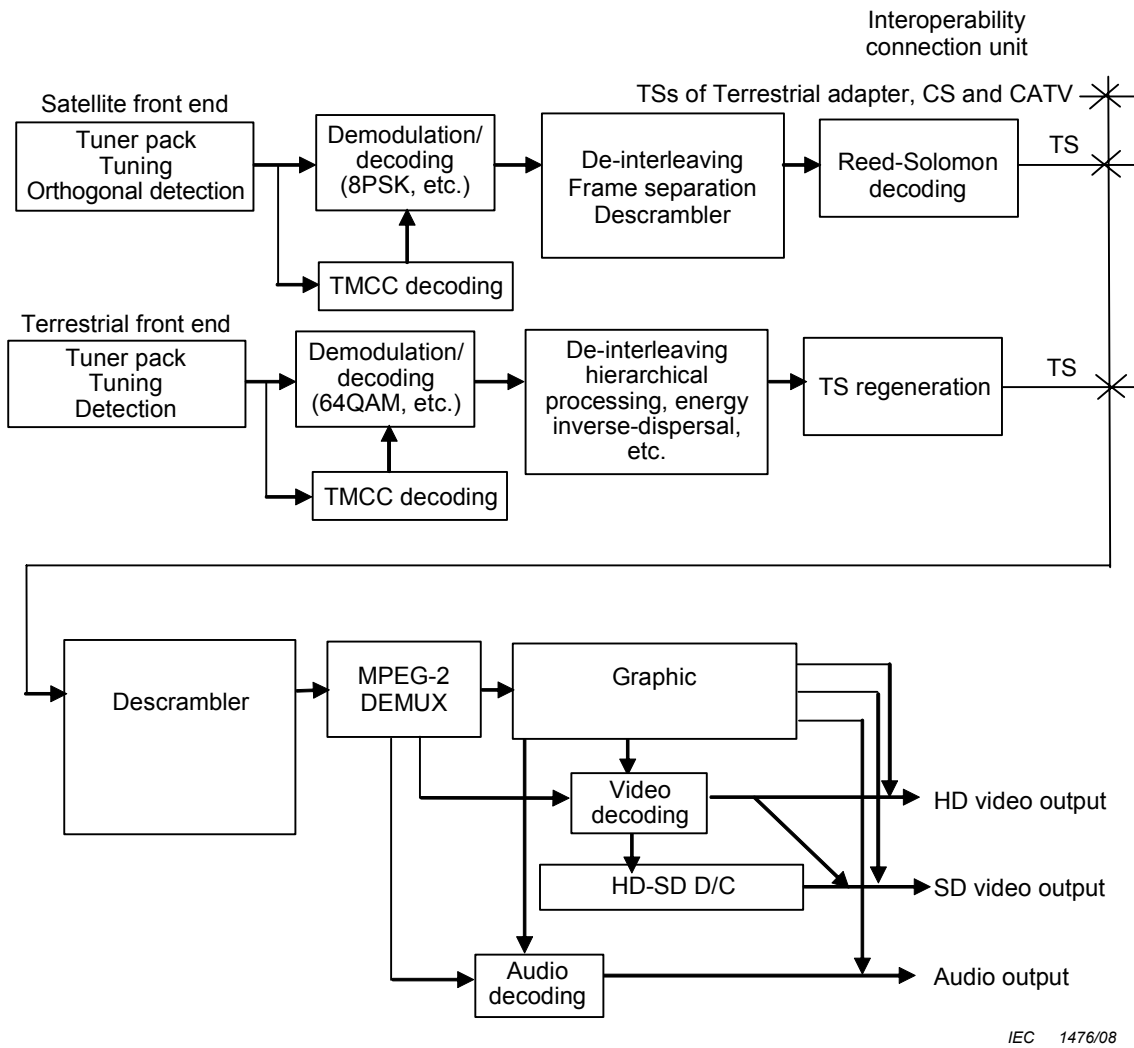 Interoperability
connection unit
TSs of Terrestrial adapter, CS and CATV
Satellite front end
Tuner pack
Tuning
Orthogonal detection
Demodulation/
decoding
(8PSK, etc.)
De-interleaving
Frame separation
Descrambler
Reed-Solomon
decoding
TS
TMCC decoding
Terrestrial front end
Tuner pack
Tuning
Detection
Demodulation/
decoding
(64QAM, etc.)
De-interleaving
hierarchical
processing, energy
inverse-dispersal,
etc.
TS regeneration
TS
TMCC decoding
Descrambler
MPEG-2
DEMUX
Graphic
Video
decoding
HD video output
HD-SD D/C
SD video output
Audio
decoding
Audio output
IEC 1476/08